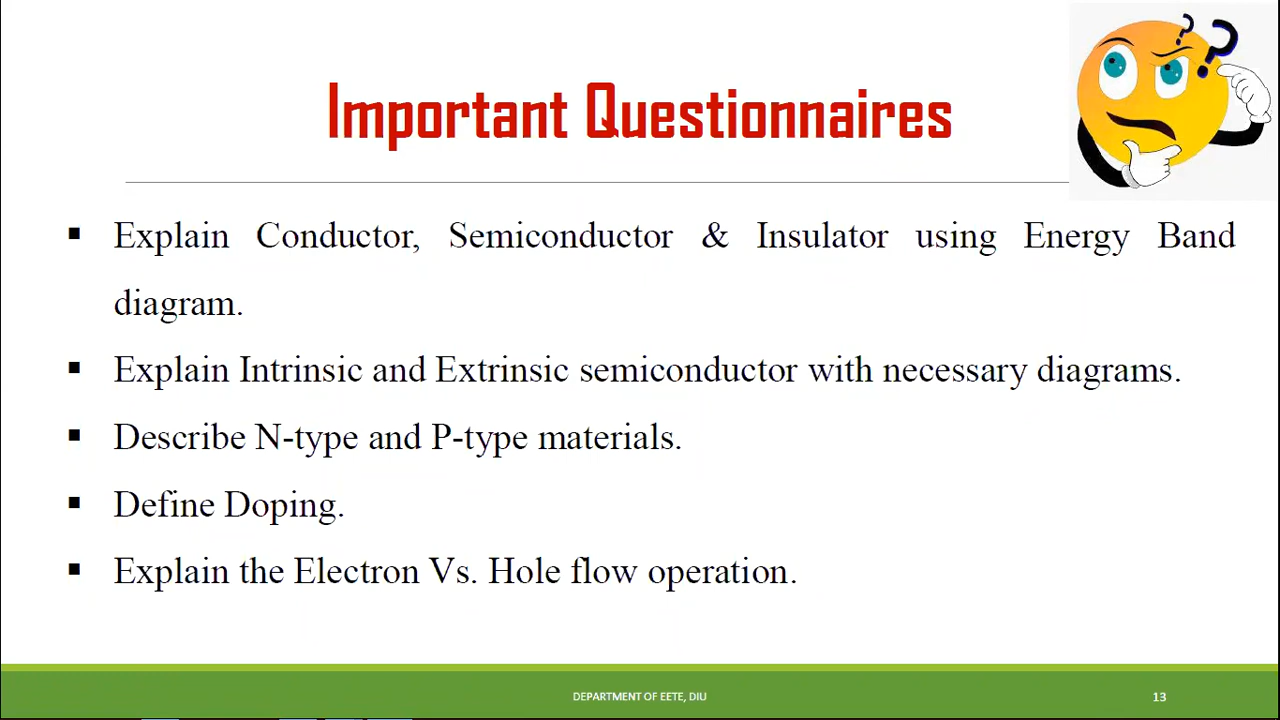 Important Questionnaires
▪ Explain Conductor, Semiconductor & Insulator using Energy Band
diagram.
▪ Explain Intrinsic and Extrinsic semiconductor with necessary diagrams.
▪ Describe N-type and P-type materials.
▪ Define Doping.
▪ Explain the Electron Vs. Hole flow operation.
DEPARTMENT OF EETE, DIU
13